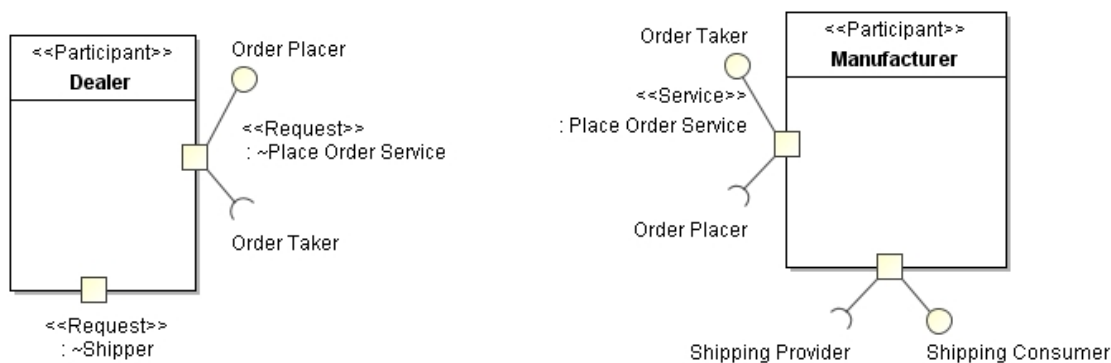 <<Participant>>
Dealer
Order Placer
<<Request>>
: ~Place Order Service
Order Taker
<<Request>>
: ~Shipper
<<Participant>>
Manufacturer
Order Taker
<<Service>>
: Place Order Service
Order Placer
Shipping Provider
Shipping Consumer